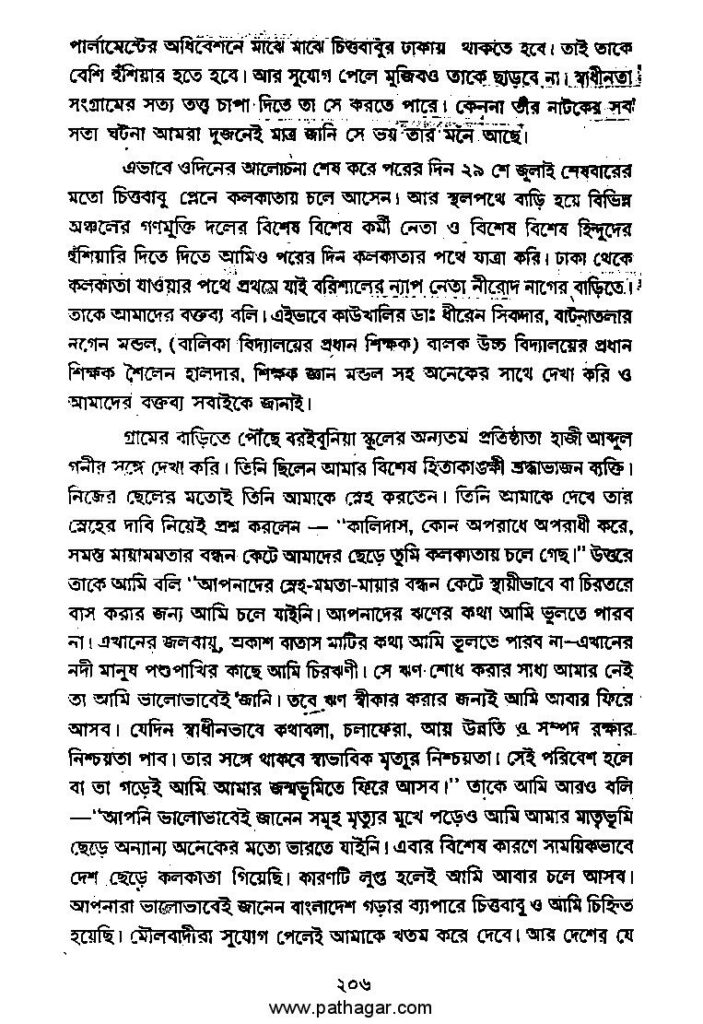 পার্লামেন্টের অধিবেশনে মাঝে মাঝে চিত্তবাবুর ঢাকায় থাকতে হবে। তাই তাকে
বেশি হুঁশিয়ার হতে হবে। আর সুযোগ পেলে মুজিবও তাকে ছাড়বে না। স্বাধীনতা
সংগ্রামের সত্য তত্ত্ব চাপা দিতে তা সে করতে পারে। কেননা তাঁর নাটকের সব
সত্য ঘটনা আমরা দুজনেই মাত্র জানি সে ভয় তার মনে আছে।
এভাবে ওদিনের আলোচনা শেষ করে পরের দিন ২৯ শে জুলাই শেষবারের
মতো চিত্তবাবু প্লেনে কলকাতায় চলে আসেন। আর স্থলপথে বাড়ি হয়ে বিভিন্ন
অঞ্চলের গণমুক্তি দলের বিশেষ বিশেষ কর্মী নেতা ও বিশেষ বিশেষ হিন্দুদের
হুঁশিয়ারি দিতে দিতে আমিও পরের দিন কলকাতার পথে যাত্রা করি। ঢাকা থেকে
কলকাতা যাওয়ার পথে প্রথমে যাই বরিশালের ন্যাপ নেতা নীরোদ নাগের বাড়িতে।
তাকে আমাদের বক্তব্য বলি। এইভাবে কাউখালির ডাঃ ধীরেন সিকদার, বাটনাতলার
নগেন মন্ডল, (বালিকা বিদ্যালয়ের প্রধান শিক্ষক) বালক উচ্চ বিদ্যালয়ের প্রধান
শিক্ষক শৈলেন হালদার, শিক্ষক জ্ঞান মন্ডল সহ অনেকের সাথে দেখা করি ও
আমাদের বক্তব্য সবাইকে জানাই।
গ্রামের বাড়িতে পৌঁছে বরইবুনিয়া স্কুলের অন্যতম প্রতিষ্ঠাতা হাজী আব্দুল
গনীর সঙ্গে দেখা করি। তিনি ছিলেন আমার বিশেষ হিতাকাঙক্ষী শ্রদ্ধাভাজন ব্যক্তি।
নিজের ছেলের মতোই তিনি আমাকে স্নেহ করতেন। তিনি আমাকে দেখে তার
স্নেহের দাবি নিয়েই প্রশ্ন করলেন — "কালিদাস, কোন অপরাধে অপরাধী করে,
সমস্ত মায়ামমতার বন্ধন কেটে আমাদের ছেড়ে তুমি কলকাতায় চলে গেছ।" উত্তরে
তাকে আমি বলি "আপনাদের স্নেহ-মমতা-মায়ার বন্ধন কেটে স্থায়ীভাবে বা চিরতরে
বাস করার জন্য আমি চলে যাইনি। আপনাদের ঋণের কথা আমি ভুলতে পারব
না। এখানের জলবায়ু, প্রকাশ বাতাস মাটির কথা আমি ভুলতে পারব না—এখানের
নদী মানুষ পশুপাখির কাছে আমি চিরঋণী। সে ঋণ শোধ করার সাধ্য আমার নেই
তা আমি ভালোভাবেই জানি। তবে ঋণ স্বীকার করার জন্যই আমি আবার ফিরে
আসব। যেদিন স্বাধীনভাবে কথাবলা, চলাফেরা, আয় উন্নতি ও সম্পদ রক্ষার
নিশ্চয়তা পাব। তার সঙ্গে থাকবে স্বাভাবিক মৃত্যুর নিশ্চয়তা। সেই পরিবেশ হলে
বা তা গড়েই আমি আমার জন্মভূমিতে ফিরে আসব।" তাকে আমি আরও বলি
—"আপনি ভালোভাবেই জানেন সমূহ মৃত্যুর মুখে পড়েও আমি আমার মাতৃভূমি
ছেড়ে অন্যান্য অনেকের মতো ভারতে যাইনি। এবার বিশেষ কারণে সাময়িকভাবে
দেশ ছেড়ে কলকাতা গিয়েছি। কারণটি লুপ্ত হলেই আমি আবার চলে আসব।
আপনারা ভালোভাবেই জানেন বাংলাদেশ গড়ার ব্যাপারে চিত্তবাবু ও আমি চিহ্নিত
হয়েছি। মৌলবাদীরা সুযোগ পেলেই আমাকে খতম করে দেবে। আর দেশের যে
২০৬
www.pathagar.com